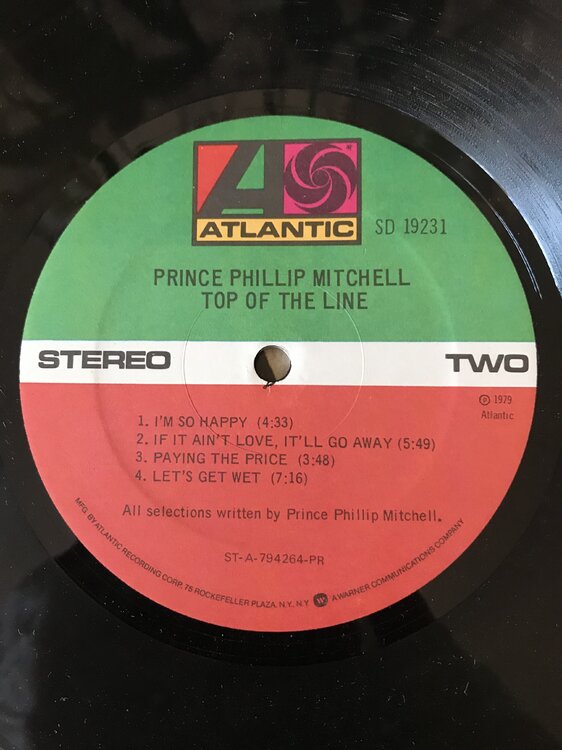 ATLANTIC
SD 19231
PRINCE PHILLIP MITCHELL
TOP OF THE LINE
STEREO
TWO
℗ 1979
Atlantic
1. I'M SO HAPPY (4:33)
2. IF IT AIN'T LOVE, IT'LL GO AWAY (5:49)
3. PAYING THE PRICE (3:48)
4. LET'S GET WET (7:16)
All selections written by Prince Phillip Mitchell.
ST-A-794264-PR
MFG. BY ATLANTIC RECORDING CORP. 75 ROCKEFELLER PLAZA, N.Y., N.Y. A WARNER COMMUNICATIONS COMPANY